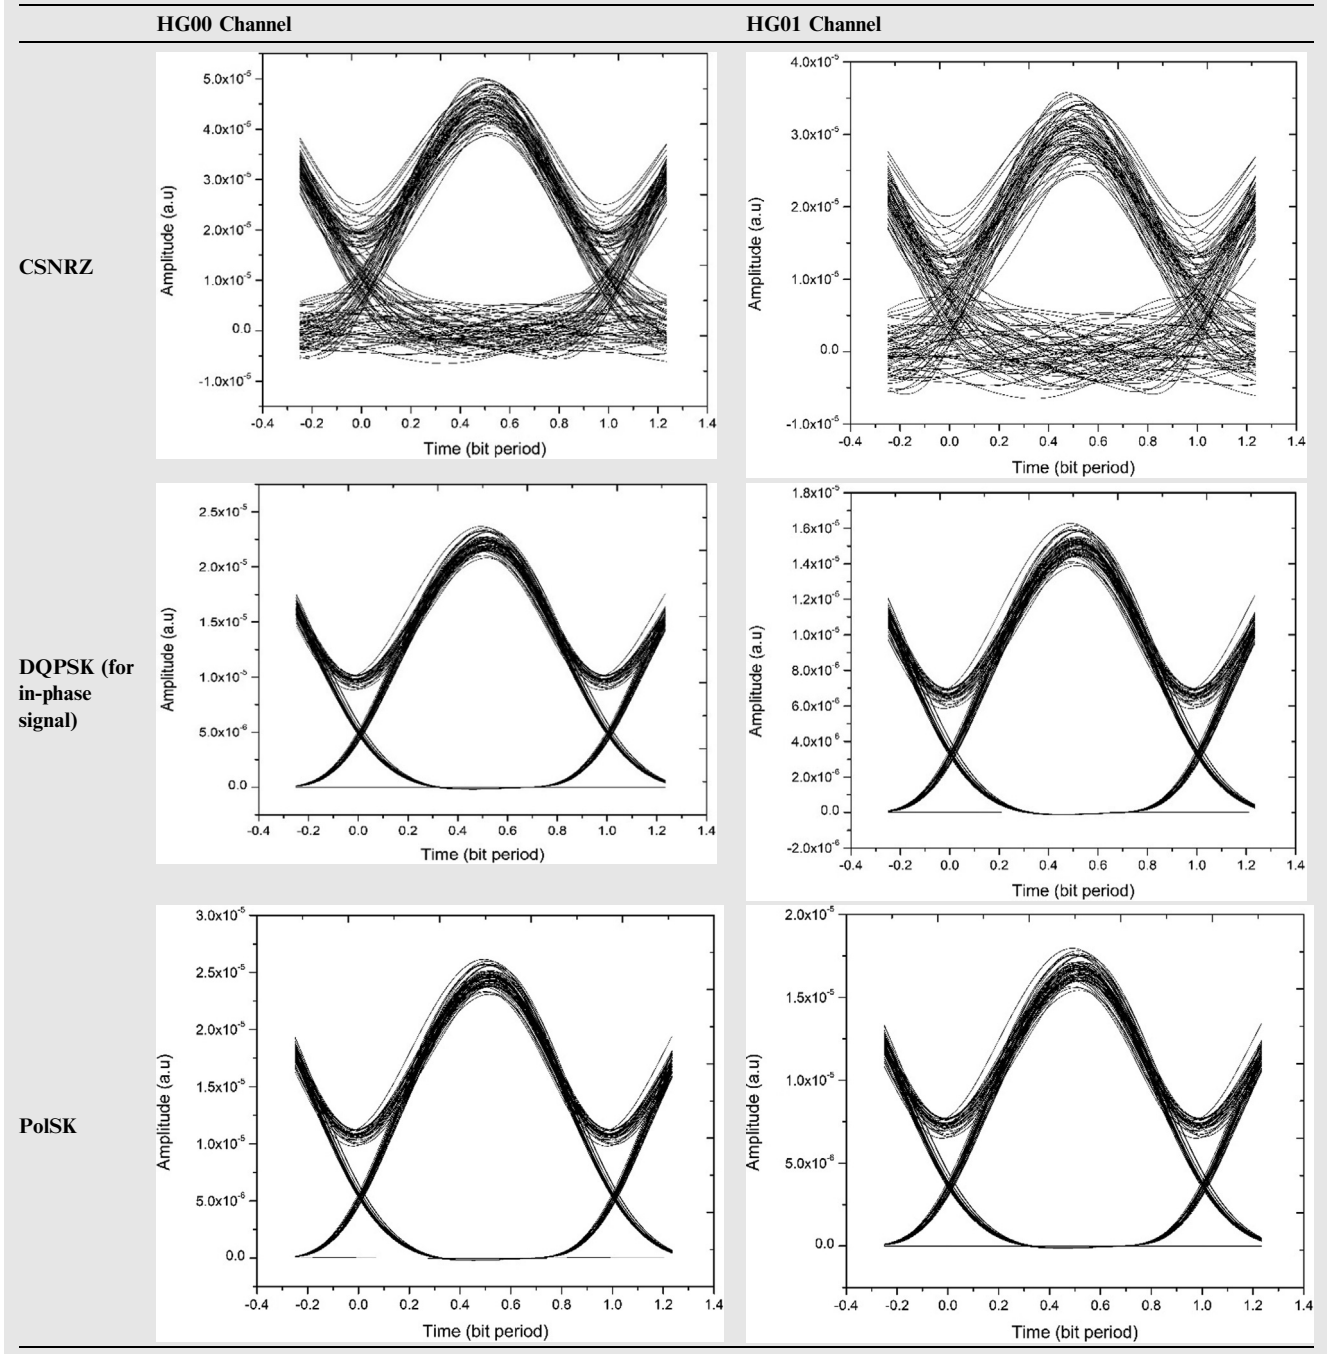 HG00 Channel HG01 Channel
CSNRZ
5.0x10⁻⁵
4.0x10⁻⁵
3.0x10⁻⁵
2.0x10⁻⁵
1.0x10⁻⁵
0.0
-1.0x10⁻⁵
Amplitude (a.u)
-0.4 -0.2 0.0 0.2 0.4 0.6 0.8 1.0 1.2 1.4
Time (bit period)
4.0x10⁻⁵
3.0x10⁻⁵
2.0x10⁻⁵
1.0x10⁻⁵
0.0
-1.0x10⁻⁵
Amplitude (a.u)
-0.4 -0.2 0.0 0.2 0.4 0.6 0.8 1.0 1.2 1.4
Time (bit period)
DQPSK (for
in-phase
signal)
2.5x10⁻⁵
2.0x10⁻⁵
1.5x10⁻⁵
1.0x10⁻⁵
5.0x10⁻⁶
0.0
Amplitude (a.u)
-0.4 -0.2 0.0 0.2 0.4 0.6 0.8 1.0 1.2 1.4
Time (bit period)
1.8x10⁻⁵
1.6x10⁻⁵
1.4x10⁻⁵
1.2x10⁻⁵
1.0x10⁻⁵
8.0x10⁻⁶
6.0x10⁻⁶
4.0x10⁻⁶
2.0x10⁻⁶
0.0
-2.0x10⁻⁶
Amplitude (a.u)
-0.4 -0.2 0.0 0.2 0.4 0.6 0.8 1.0 1.2 1.4
Time (bit period)
PolSK
3.0x10⁻⁵
2.5x10⁻⁵
2.0x10⁻⁵
1.5x10⁻⁵
1.0x10⁻⁵
5.0x10⁻⁶
0.0
Amplitude (a.u)
-0.4 -0.2 0.0 0.2 0.4 0.6 0.8 1.0 1.2 1.4
Time (bit period)
2.0x10⁻⁵
1.5x10⁻⁵
1.0x10⁻⁵
5.0x10⁻⁶
0.0
Amplitude (a.u)
-0.4 -0.2 0.0 0.2 0.4 0.6 0.8 1.0 1.2 1.4
Time (bit period)